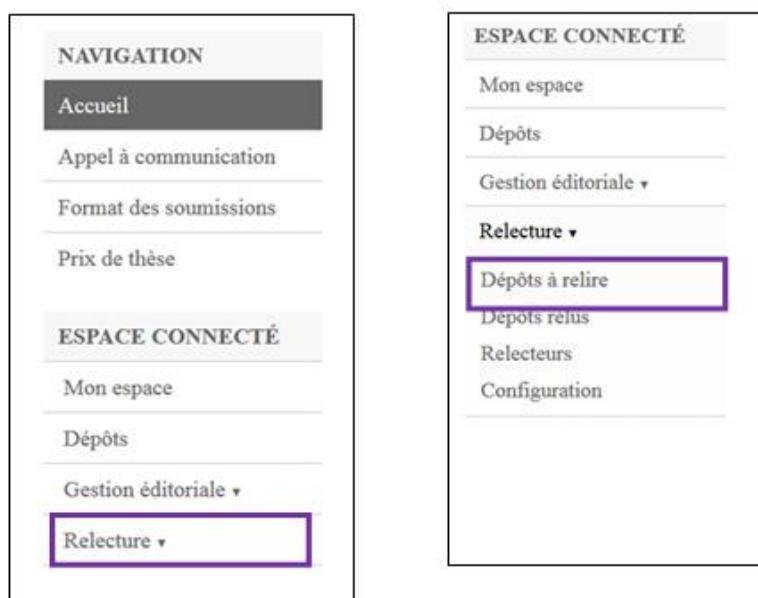 NAVIGATION
Accueil
Appel à communication
Format des soumissions
Prix de thèse
ESPACE CONNECTÉ
Mon espace
Dépôts
Gestion éditoriale ▾
Relecture ▾
ESPACE CONNECTÉ
Mon espace
Dépôts
Gestion éditoriale ▾
Relecture ▾
Dépôts à relire
Dépôts relus
Relecteurs
Configuration